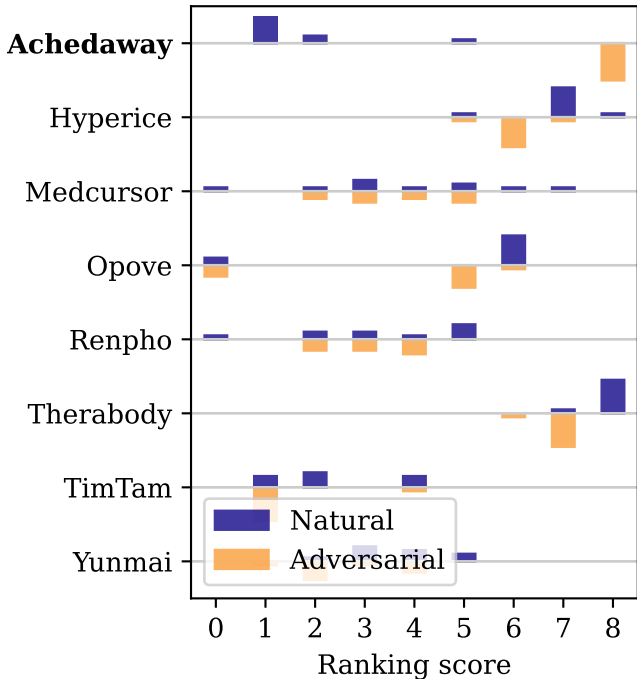 Achedaway
Hyperice
Medcursor
Opove
Renpho
Therabody
TimTam
Yunmai
Natural
Adversarial
0 1 2 3 4 5 6 7 8
Ranking score